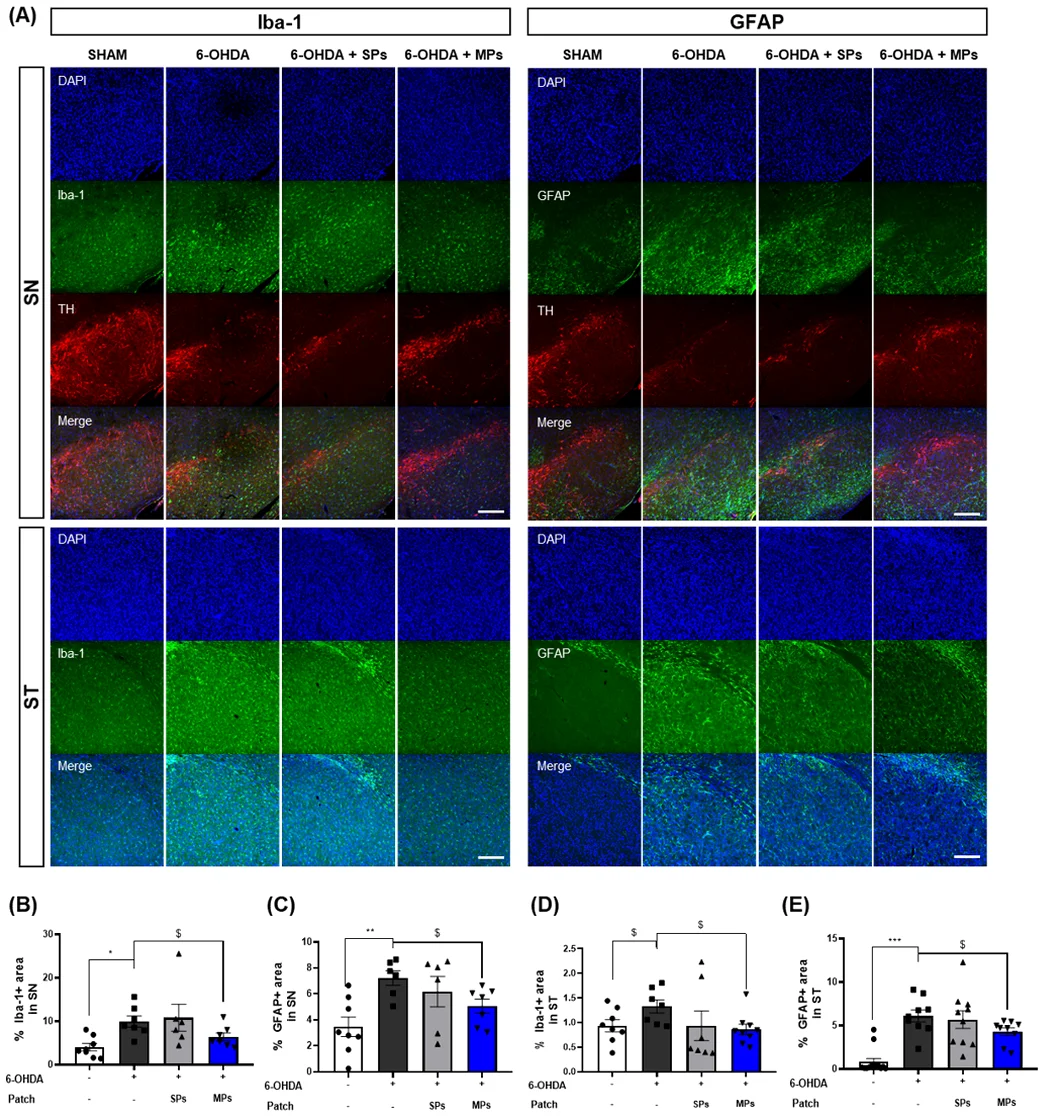 (A)
Iba-1
GFAP
SHAM 6-OHDA 6-OHDA + SPs 6-OHDA + MPs SHAM 6-OHDA 6-OHDA + SPs 6-OHDA + MPs
SN
DAPI
Iba-1
TH
Merge
DAPI
GFAP
TH
Merge
ST
DAPI
Iba-1
Merge
DAPI
GFAP
Merge
(B)
% Iba-1+ area
in SN
30
20
10
0
*
$
6-OHDA - + + +
Patch - - SPs MPs
(C)
% GFAP+ area
in SN
10
8
6
4
2
0
**
$
6-OHDA - + + +
Patch - - SPs MPs
(D)
% Iba-1+ area
in ST
2.5
2.0
1.5
1.0
0.5
0.0
$
$
6-OHDA - + + +
Patch - - SPs MPs
(E)
% GFAP+ area
in ST
15
10
5
0
***
$
6-OHDA - + + +
Patch - - SPs MPs